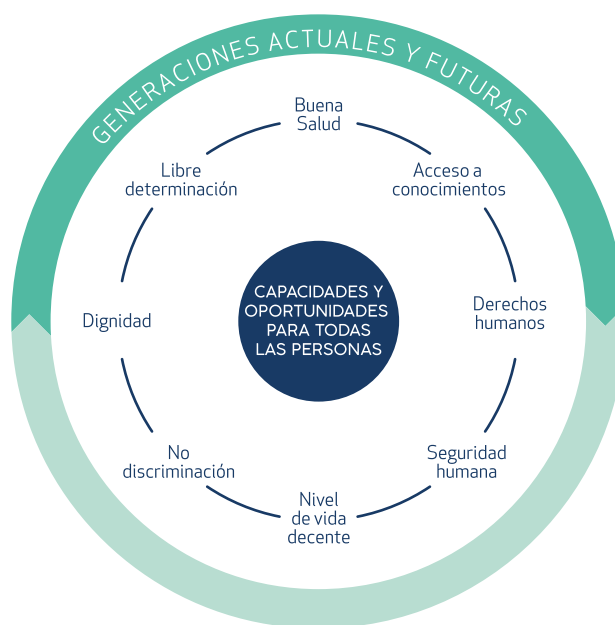 GENERACIONES ACTUALES Y FUTURAS
Buena
Salud
Acceso a
conocimientos
Derechos
humanos
Seguridad
humana
Nivel
de vida
decente
No
discriminación
Dignidad
Libre
determinación
CAPACIDADES Y
OPORTUNIDADES
PARA TODAS
LAS PERSONAS